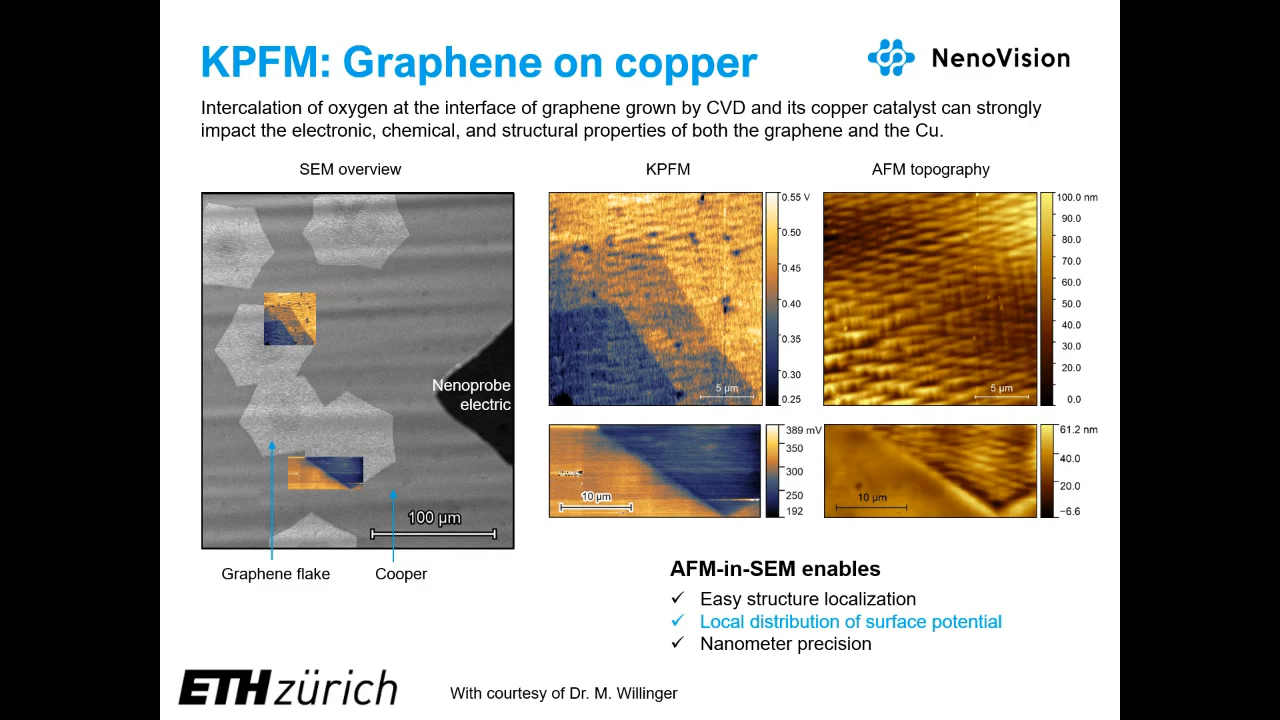 KPFM: Graphene on copper
NenoVision
Intercalation of oxygen at the interface of graphene grown by CVD and its copper catalyst can strongly
impact the electronic, chemical, and structural properties of both the graphene and the Cu.
SEM overview
Nenoprobe
electric
100 µm
Graphene flake
Cooper
KPFM
0.55 V
0.50
0.45
0.40
0.35
0.30
0.25
5 µm
AFM topography
100.0 nm
90.0
80.0
70.0
60.0
50.0
40.0
30.0
20.0
0.0
5 µm
389 mV
350
300
250
192
10 µm
61.2 nm
40.0
20.0
−6.6
10 µm
AFM-in-SEM enables
✓ Easy structure localization
✓ Local distribution of surface potential
✓ Nanometer precision
ETH zürich
With courtesy of Dr. M. Willinger